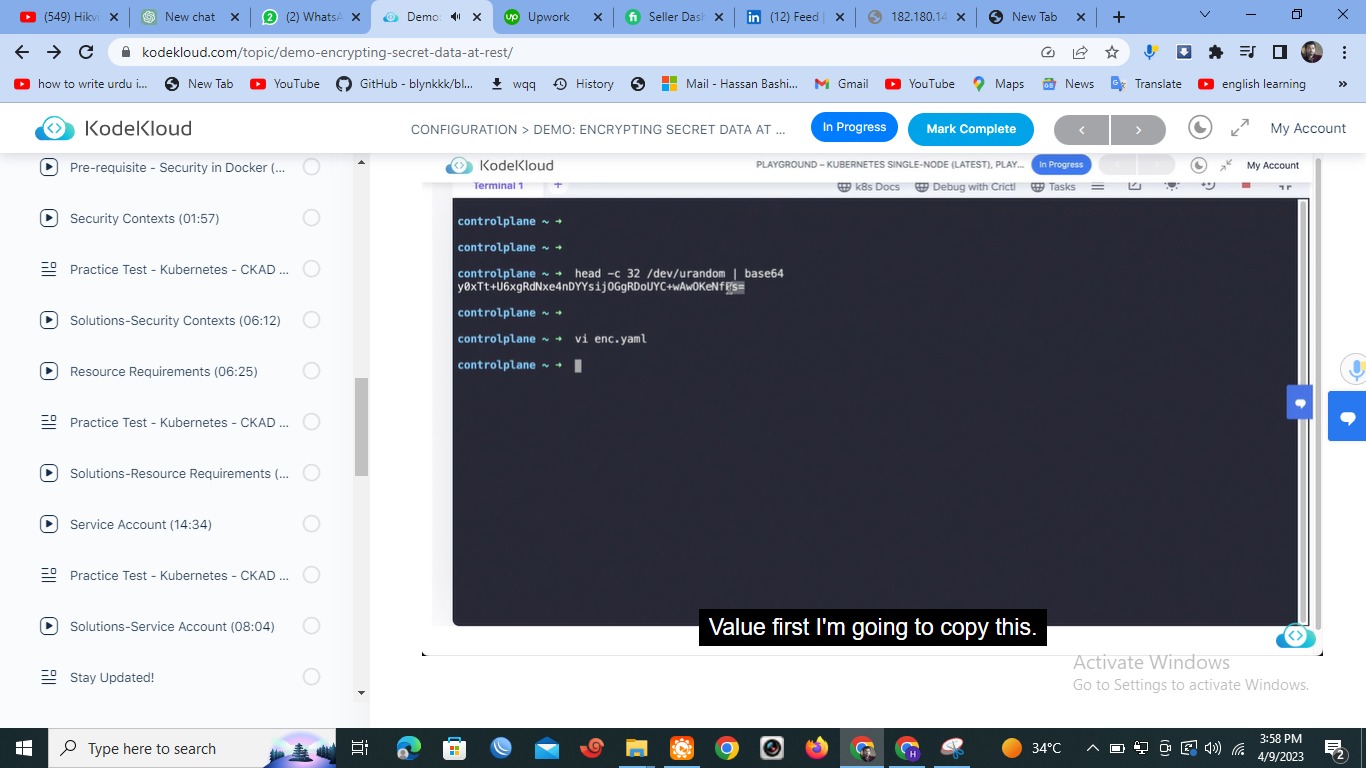 (549) Hikvi
New chat
(2) WhatsA
Demo:
Upwork
Seller Dash
(12) Feed |
182.180.14
New Tab
kodekloud.com/topic/demo-encrypting-secret-data-at-rest/
how to write urdu i...
New Tab
YouTube
GitHub - blynkkk/bl...
wqq
History
Mail - Hassan Bashi...
Gmail
YouTube
Maps
News
Translate
english learning
»
KodeKloud
CONFIGURATION > DEMO: ENCRYPTING SECRET DATA AT ...
In Progress
Mark Complete
My Account
Pre-requisite - Security in Docker (...
Security Contexts (01:57)
Practice Test - Kubernetes - CKAD ...
Solutions-Security Contexts (06:12)
Resource Requirements (06:25)
Practice Test - Kubernetes - CKAD ...
Solutions-Resource Requirements (...
Service Account (14:34)
Practice Test - Kubernetes - CKAD ...
Solutions-Service Account (08:04)
Stay Updated!
KodeKloud
PLAYGROUND – KUBERNETES SINGLE-NODE (LATEST), PLAY...
In Progress
My Account
Terminal 1
+
k8s Docs
Debug with Crictl
Tasks
controlplane ~ ➜
controlplane ~ ➜
controlplane ~ ➜ head -c 32 /dev/urandom | base64
controlplane ~ ➜
controlplane ~ ➜ vi enc.yaml
controlplane ~ ➜
Value first I'm going to copy this.
Activate Windows
Go to Settings to activate Windows.
Type here to search
34°C
3:58 PM
4/9/2023
2